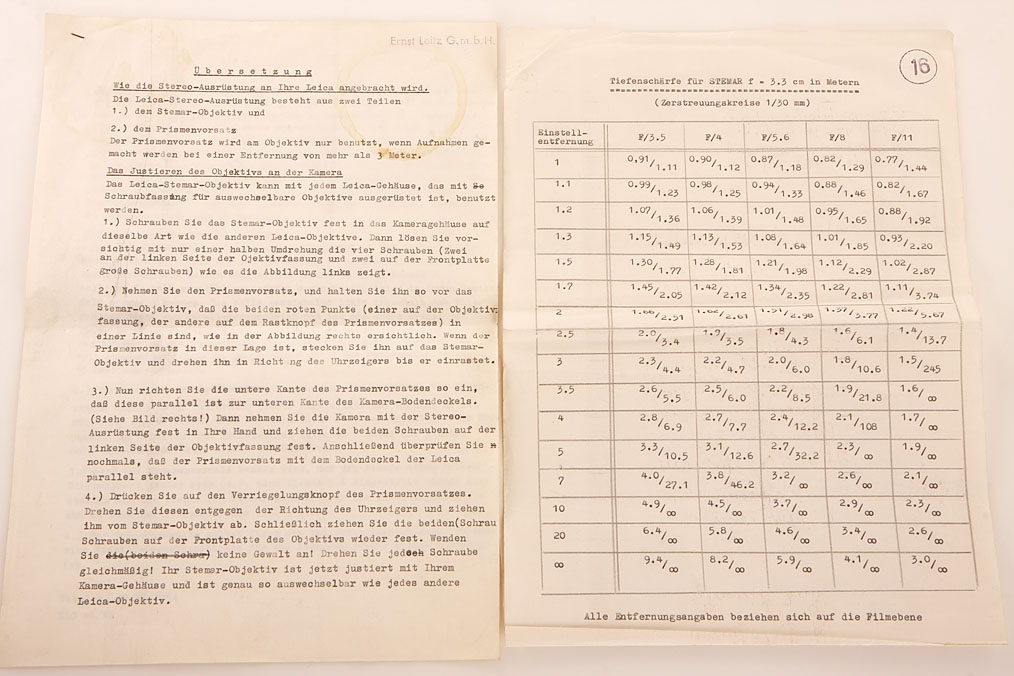 Ernst Leitz G.m.b.H.
Übersetzung
Wie die Stereo-Ausrüstung an Ihre Leica angebracht wird.
Die Leica-Stereo-Ausrüstung besteht aus zwei Teilen
1.) dem Stemar-Objektiv und
2.) dem Prismenvorsatz
Der Prismenvorsatz wird am Objektiv nur benutzt, wenn Aufnahmen ge-
macht werden bei einer Entfernung von mehr als 3 Meter.
Das Justieren des Objektivs an der Kamera
Das Leica-Stemar-Objektiv kann mit jedem Leica-Gehäuse, das mit
Schraubfassung für auswechselbare Objektive ausgerüstet ist, benutzt
werden.
1.) Schrauben Sie das Stemar-Objektiv fest in das Kameragehäuse auf
dieselbe Art wie die anderen Leica-Objektive. Dann lösen Sie vor-
sichtig mit nur einer halben Umdrehung die vier Schrauben (Zwei
an der linken Seite der Ojektivfassung und zwei auf der Frontplatte
große Schrauben) wie es die Abbildung links zeigt.
2.) Nehmen Sie den Prismenvorsatz, und halten Sie ihn so vor das
Stemar-Objektiv, daß die beiden roten Punkte (einer auf der Objektiv
fassung, der andere auf dem Rastknopf des Prismenvorsatzes) in
einer Linie sind, wie in der Abbildung rechts ersichtlich. Wenn der
Prismenvorsatz in dieser Lage ist, stecken Sie ihn auf das Stemar-
Objektiv und drehen ihn in Richtung des Uhrzeigers bis er einrastet.
3.) Nun richten Sie die untere Kante des Prismenvorsatzes so ein,
daß diese parallel ist zur unteren Kante des Kamera-Bodendeckels.
(Siehe Bild rechts!) Dann nehmen Sie die Kamera mit der Stereo-
Ausrüstung fest in Ihre Hand und ziehen die beiden Schrauben auf der
linken Seite der Objektivfassung fest. Anschließend überprüfen Sie
nochmals, daß der Prismenvorsatz mit dem Bodendeckel der Leica
parallel steht.
4.) Drücken Sie auf den Verriegelungsknopf des Prismenvorsatzes.
Drehen Sie diesen entgegen der Richtung des Uhrzeigers und ziehen
ihm vom Stemar-Objektiv ab. Schließlich ziehen Sie die beiden(Schrau
Schrauben auf der Frontplatte des Objektivs wieder fest. Wenden
Sie die(beiden Schra) keine Gewalt an! Drehen Sie jede Schraube
gleichmäßig! Ihr Stemar-Objektiv ist jetzt justiert mit Ihrem
Kamera-Gehäuse und ist genau so auswechselbar wie jedes andere
Leica-Objektiv.
16
Tiefenschärfe für STEMAR f = 3.3 cm in Metern
(Zerstreuungskreise 1/30 mm)
Einstell-
entfernung F/3.5 F/4 F/5.6 F/8 F/11
1 0,91/1.11 0.90/1.12 0.87/1.18 0.82/1.29 0.77/1.44
1.1 0.99/1.23 0.98/1.25 0.94/1.33 0.88/1.46 0.82/1.67
1.2 1.07/1.36 1.06/1.39 1.01/1.48 0.95/1.65 0.88/1.92
1.3 1.15/1.49 1.13/1.53 1.08/1.64 1.01/1.85 0.93/2.20
1.5 1.30/1.77 1.28/1.81 1.21/1.98 1.12/2.29 1.02/2.87
1.7 1.45/2.05 1.42/2.12 1.34/2.35 1.22/2.81 1.11/3.74
2 1.66/2.51 1.62/2.61 1.51/2.98 1.37/3.77 1.22/5.67
2.5 2.0/3.4 1.9/3.5 1.8/4.3 1.6/6.1 1.4/13.7
3 2.3/4.4 2.2/4.7 2.0/6.0 1.8/10.6 1.5/245
3.5 2.6/5.5 2.5/6.0 2.2/8.5 1.9/21.8 1.6/∞
4 2.8/6.9 2.7/7.7 2.4/12.2 2.1/108 1.7/∞
5 3.3/10.5 3.1/12.6 2.7/32.2 2.3/∞ 1.9/∞
7 4.0/27.1 3.8/46.2 3.2/∞ 2.6/∞ 2.1/∞
10 4.9/∞ 4.5/∞ 3.7/∞ 2.9/∞ 2.3/∞
20 6.4/∞ 5.8/∞ 4.6/∞ 3.4/∞ 2.6/∞
∞ 9.4/∞ 8.2/∞ 5.9/∞ 4.1/∞ 3.0/∞
Alle Entfernungsangaben beziehen sich auf die Filmebene